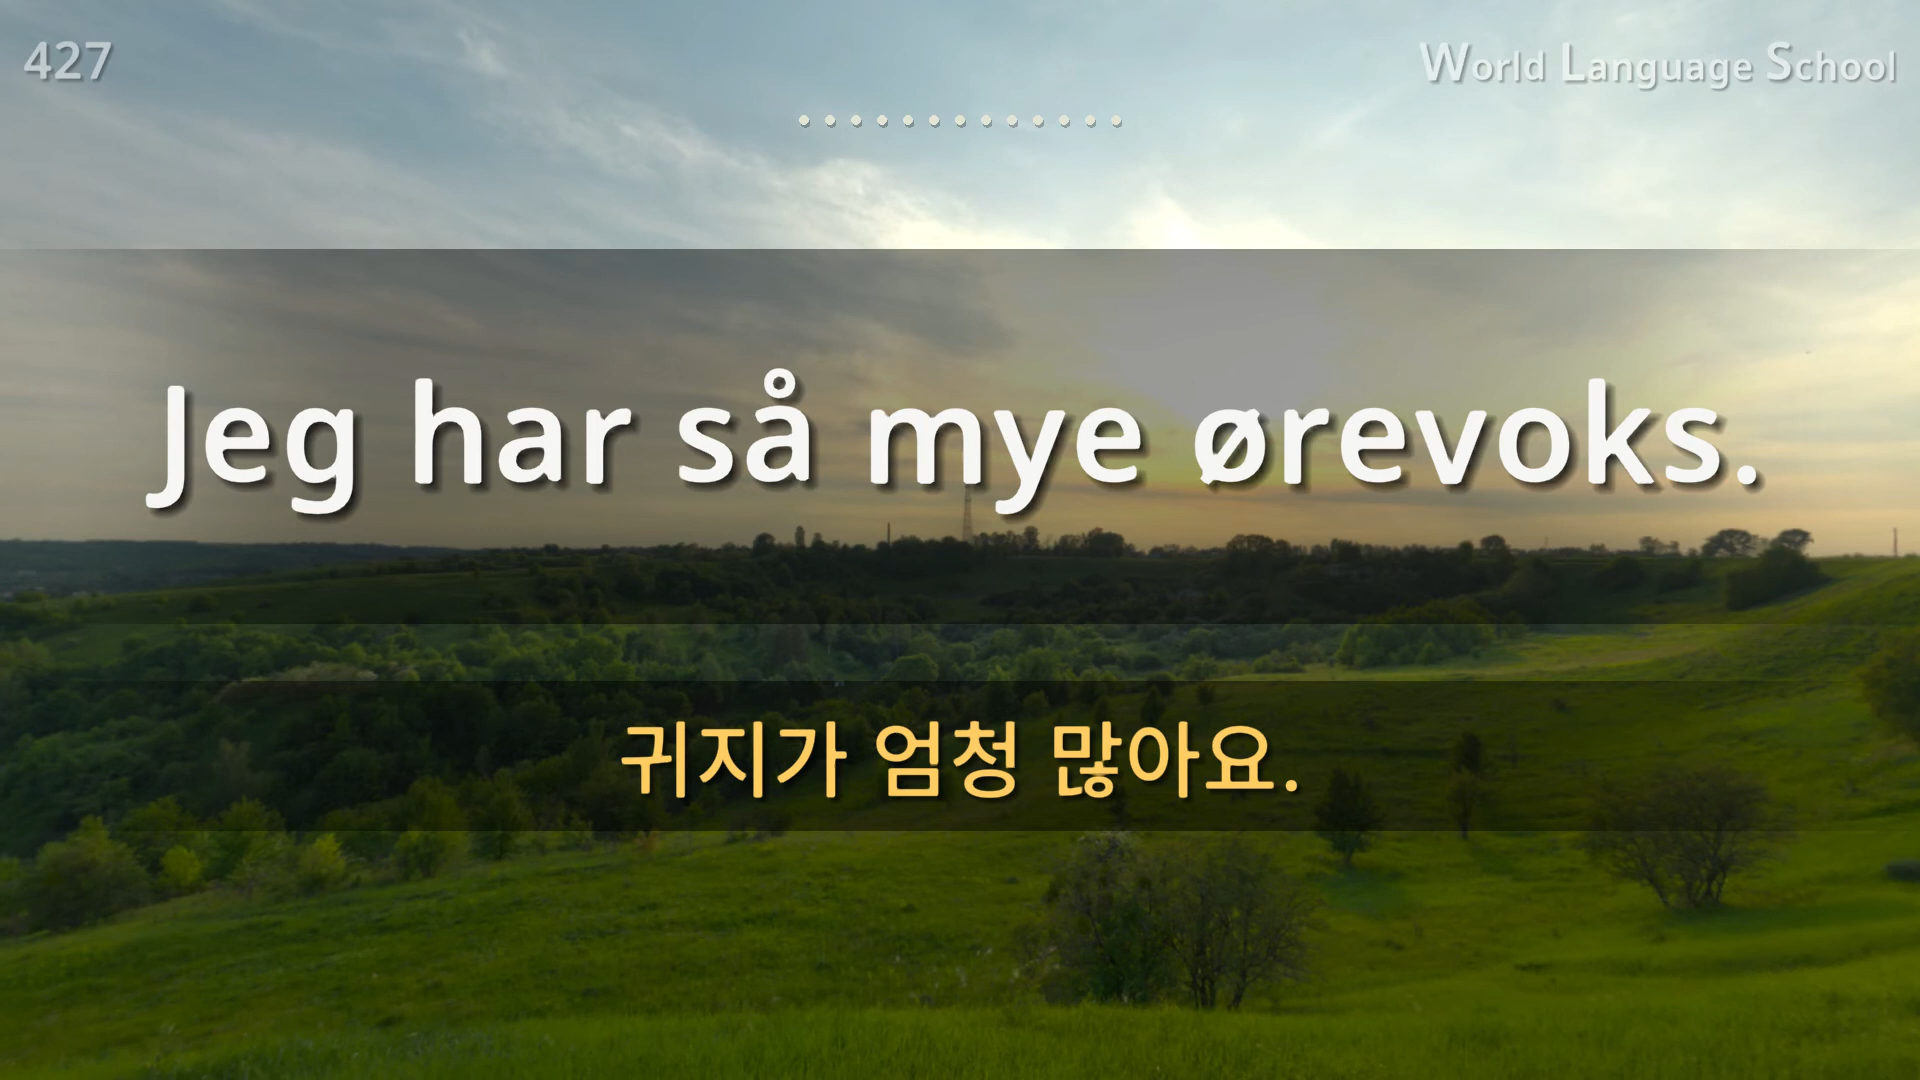 427
World Language School
Jeg har så mye ørevoks.
귀지가 엄청 많아요.